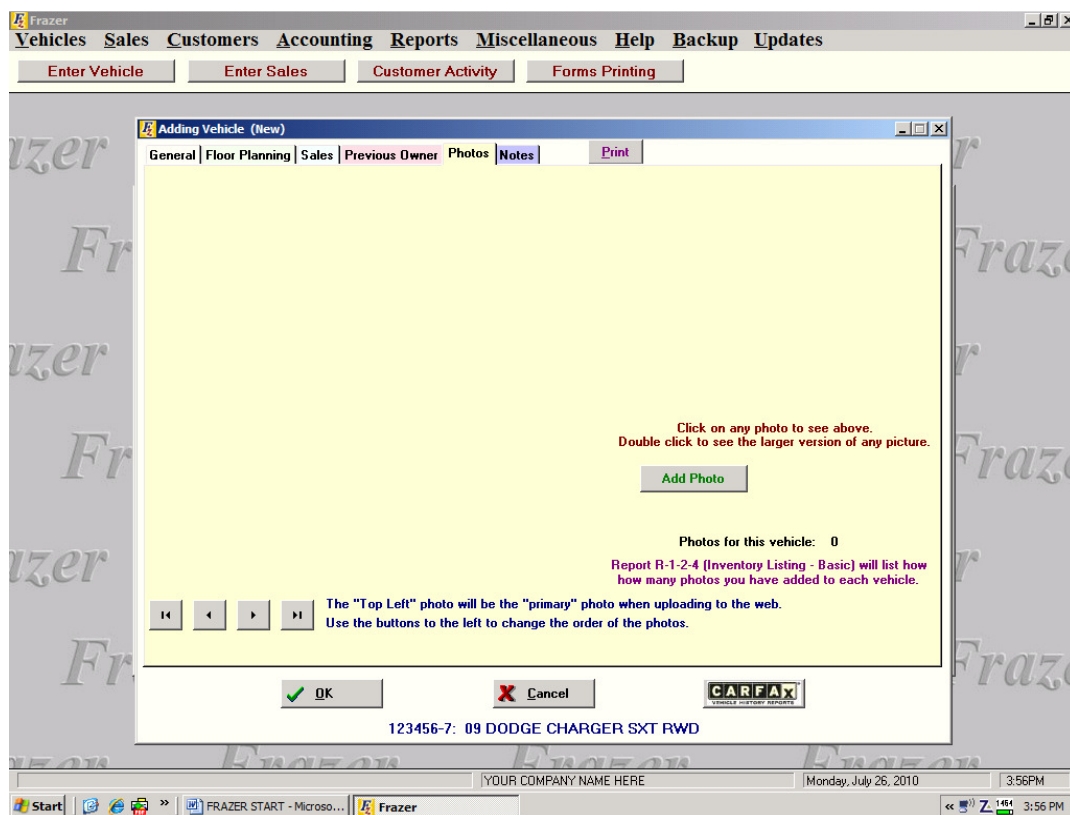 Frazer
Vehicles Sales Customers Accounting Reports Miscellaneous Help Backup Updates
Enter Vehicle Enter Sales Customer Activity Forms Printing
Adding Vehicle (New)
General Floor Planning Sales Previous Owner Photos Notes Print
Click on any photo to see above.
Double click to see the larger version of any picture.
Add Photo
Photos for this vehicle: 0
Report R-1-2-4 (Inventory Listing - Basic) will list how
how many photos you have added to each vehicle.
The "Top Left" photo will be the "primary" photo when uploading to the web.
Use the buttons to the left to change the order of the photos.
OK Cancel CARFAX
VEHICLE HISTORY REPORTS
123456-7: 09 DODGE CHARGER SXT RWD
YOUR COMPANY NAME HERE Monday, July 26, 2010 3:56PM
Start FRAZER START - Microso... Frazer 3:56 PM